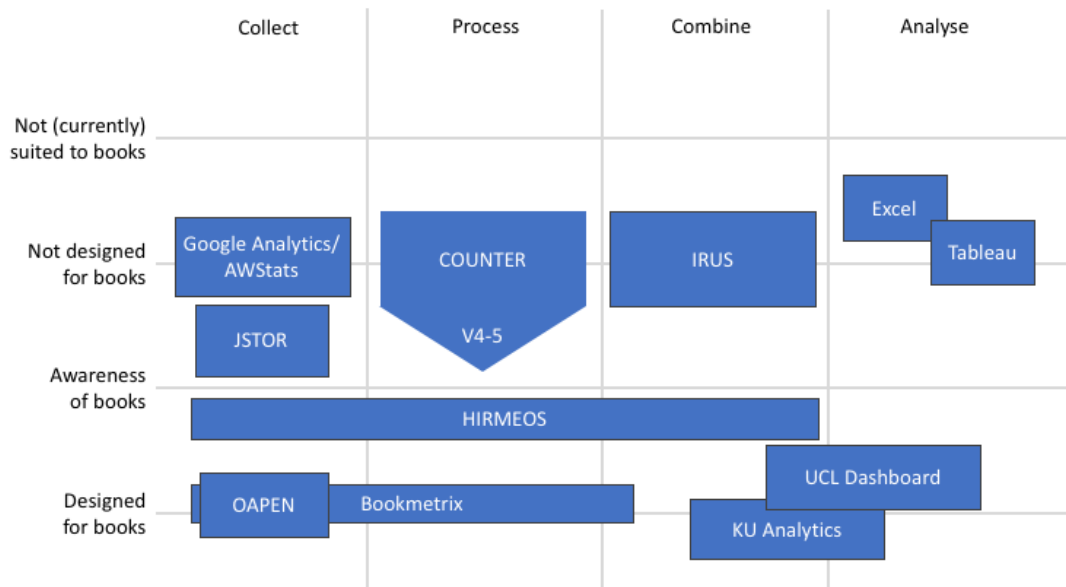 Collect
Process
Combine
Analyse
Not (currently)
suited to books
Excel
Google Analytics/
AWStats
Not designed
for books
COUNTER
IRUS
Tableau
JSTOR
V4-5
Awareness
of books
HIRMEOS
UCL Dashboard
Designed
for books
OAPEN
Bookmetrix
KU Analytics